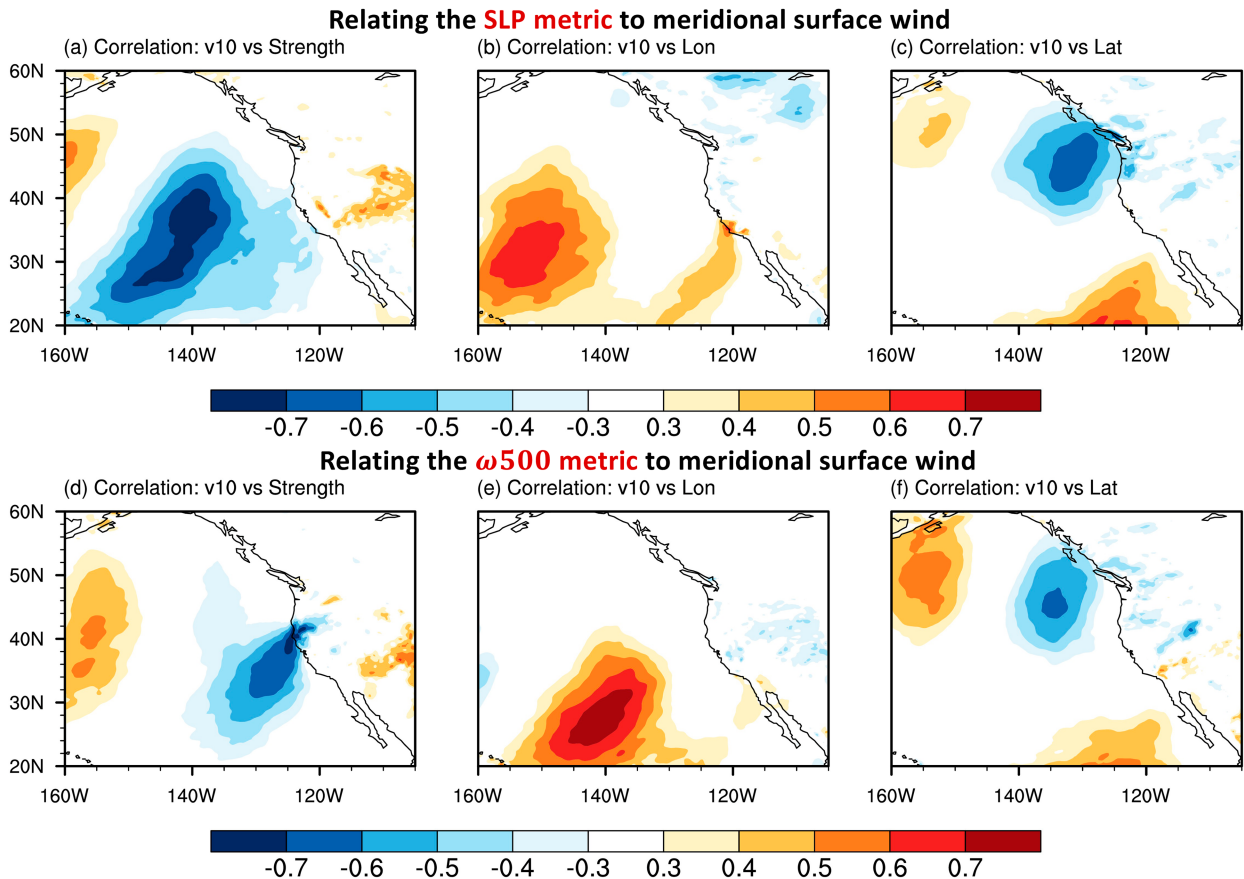 Relating the SLP metric to meridional surface wind
(a) Correlation: v10 vs Strength
(b) Correlation: v10 vs Lon
(c) Correlation: v10 vs Lat
60N
50N
40N
30N
20N
160W 140W 120W
160W 140W 120W
160W 140W 120W
-0.7 -0.6 -0.5 -0.4 -0.3 0.3 0.4 0.5 0.6 0.7
Relating the ω500 metric to meridional surface wind
(d) Correlation: v10 vs Strength
(e) Correlation: v10 vs Lon
(f) Correlation: v10 vs Lat
60N
50N
40N
30N
20N
160W 140W 120W
160W 140W 120W
160W 140W 120W
-0.7 -0.6 -0.5 -0.4 -0.3 0.3 0.4 0.5 0.6 0.7